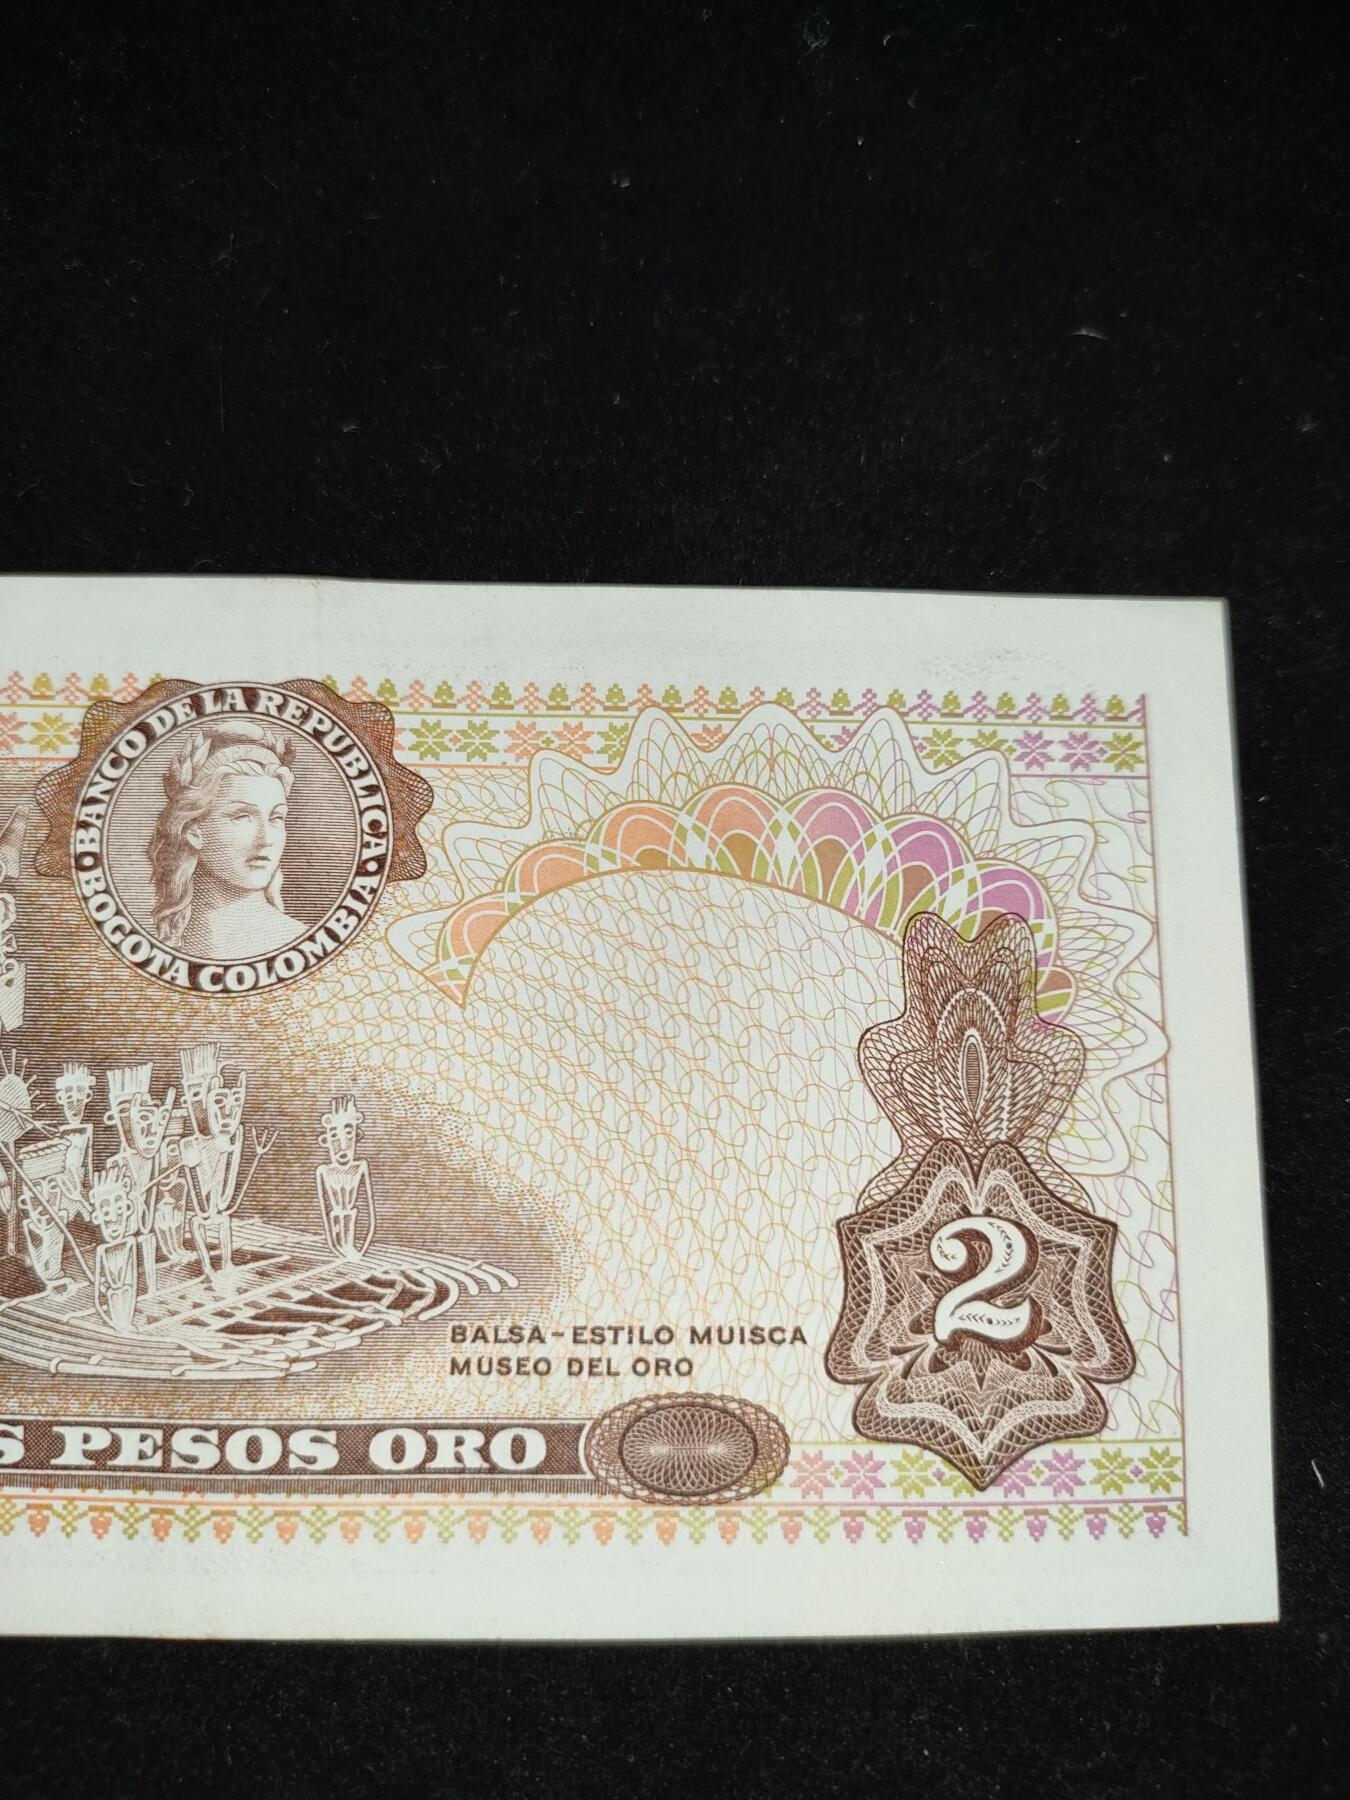 BANCO DE LA REPUBLICA
BOGOTA COLOMBIA
2
BALSA-ESTILO MUISCA
MUSEO DEL ORO
S PESOS ORO